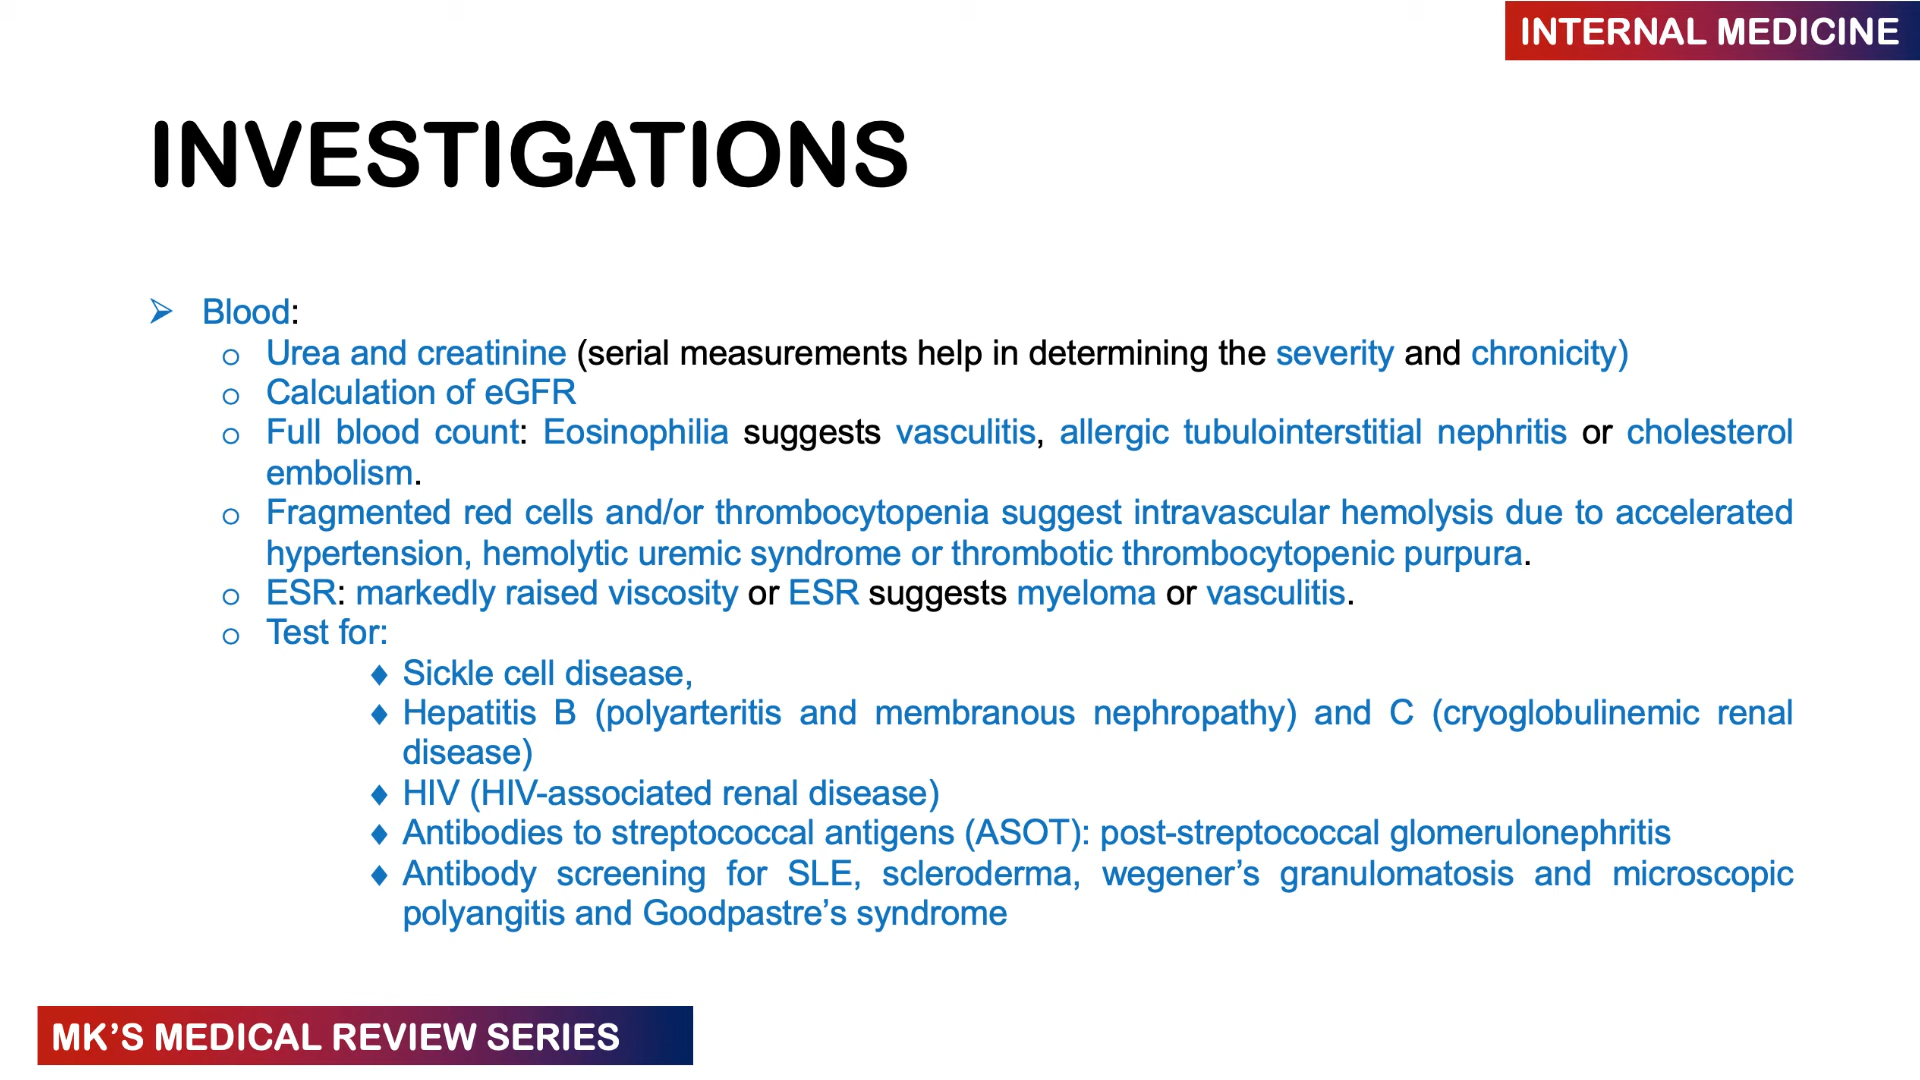 INTERNAL MEDICINE
INVESTIGATIONS
➢ Blood:
o Urea and creatinine (serial measurements help in determining the severity and chronicity)
o Calculation of eGFR
o Full blood count: Eosinophilia suggests vasculitis, allergic tubulointerstitial nephritis or cholesterol
embolism.
o Fragmented red cells and/or thrombocytopenia suggest intravascular hemolysis due to accelerated
hypertension, hemolytic uremic syndrome or thrombotic thrombocytopenic purpura.
o ESR: markedly raised viscosity or ESR suggests myeloma or vasculitis.
o Test for:
♦ Sickle cell disease,
♦ Hepatitis B (polyarteritis and membranous nephropathy) and C (cryoglobulinemic renal
disease)
♦ HIV (HIV-associated renal disease)
♦ Antibodies to streptococcal antigens (ASOT): post-streptococcal glomerulonephritis
♦ Antibody screening for SLE, scleroderma, wegener’s granulomatosis and microscopic
polyangitis and Goodpastre’s syndrome
MK’S MEDICAL REVIEW SERIES